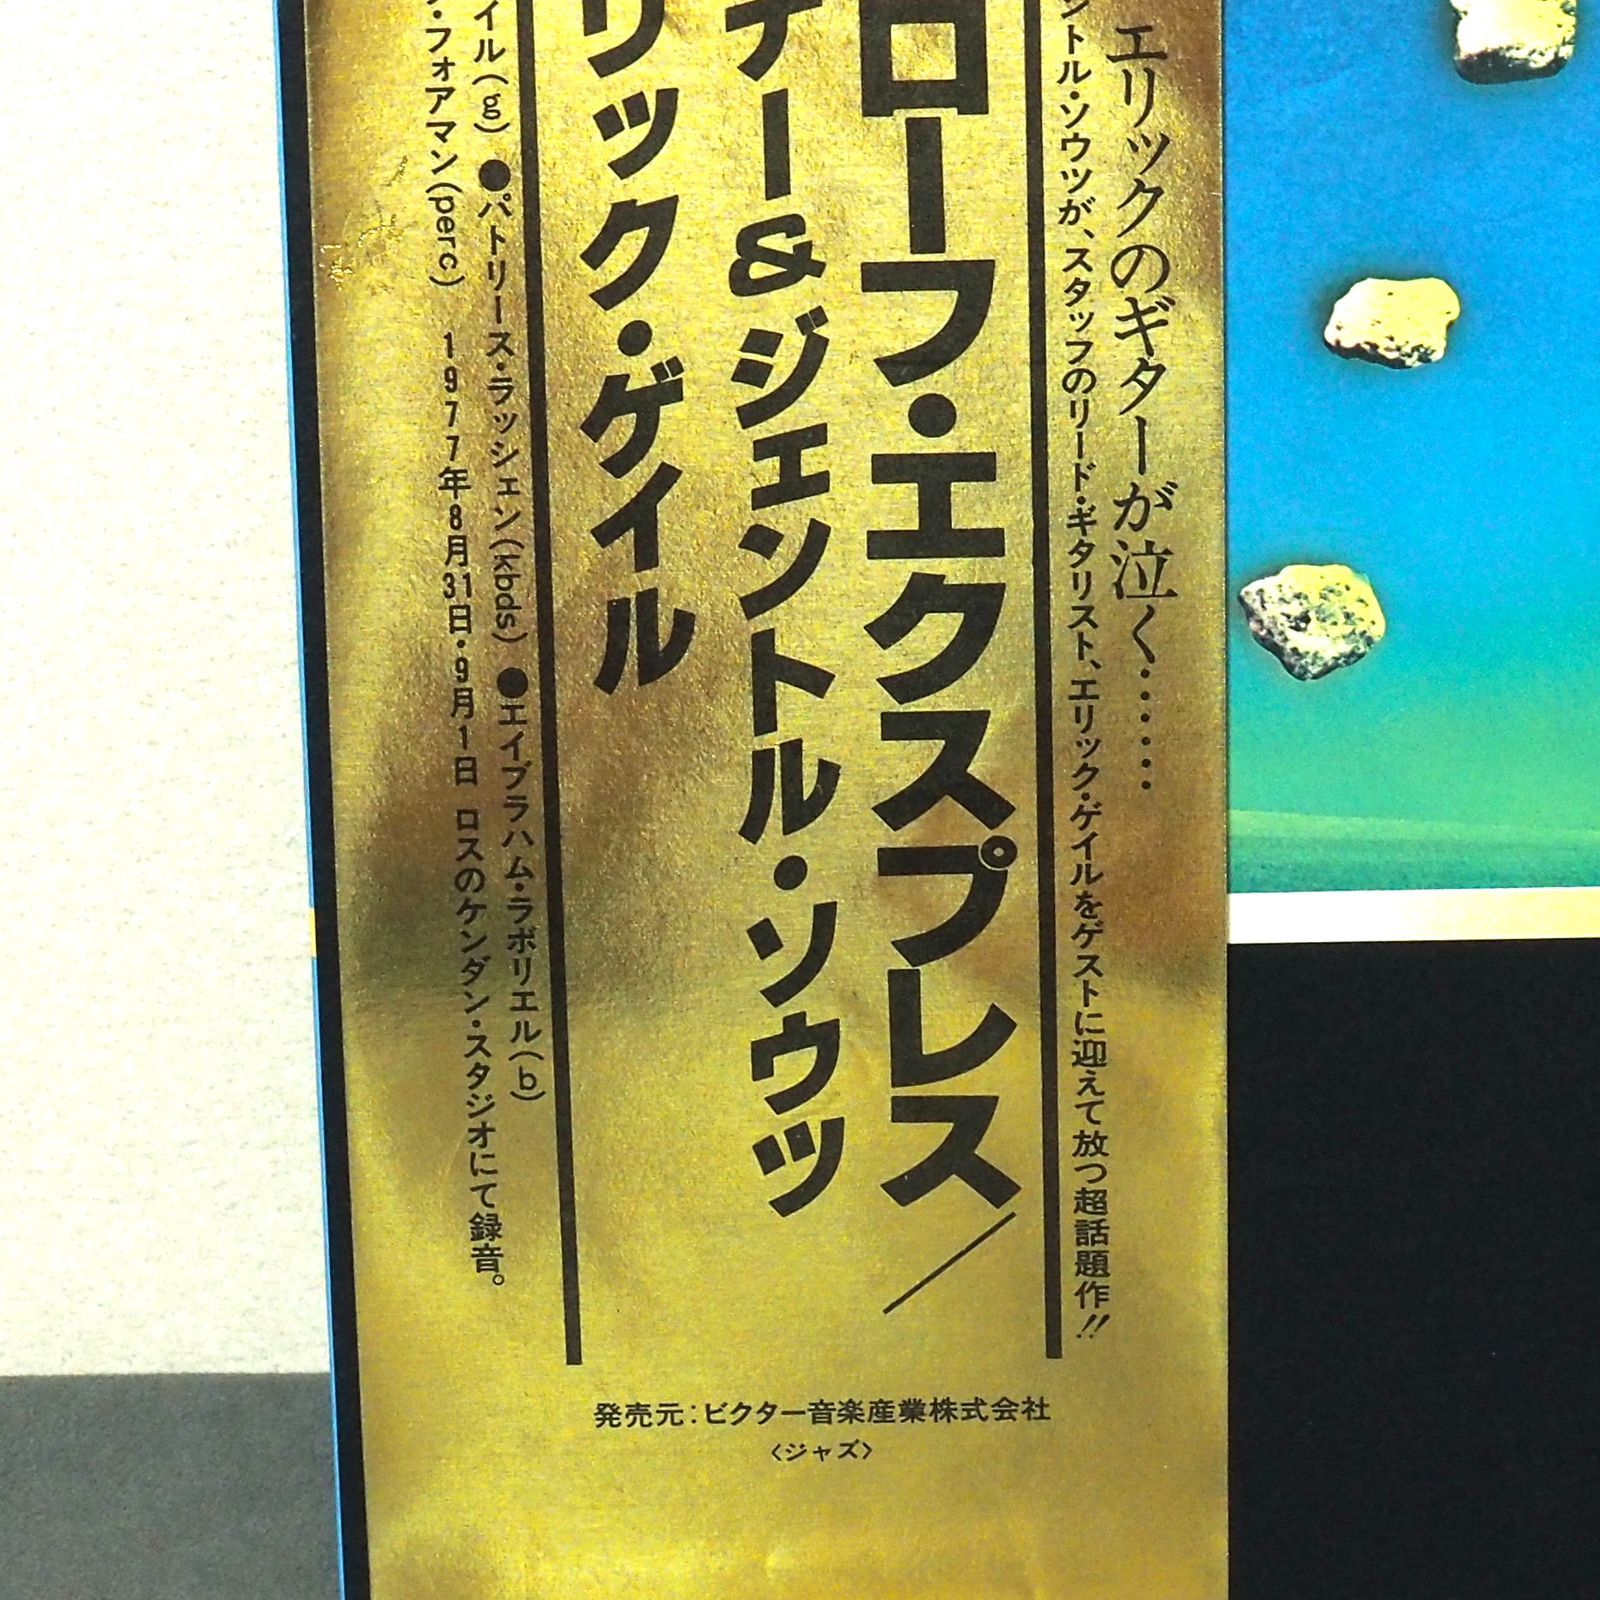 エリックのギターが泣く……
ントル・ソウツが、スタッフのリード・ギタリスト、エリック・ゲイルをゲストに迎えて放つ超話題作!!
ローフ・エクスプレス／
ナー&ジェントル・ソウツ
リック・ゲイル
イル(g) ●パトリース・ラッシェン(kbds) ●エイブラハム・ラボリエル(b)
・フォアマン(perc) 1977年8月31日・9月1日 ロスのケンダン・スタジオにて録音。
発売元:ビクター音楽産業株式会社
〈ジャズ〉